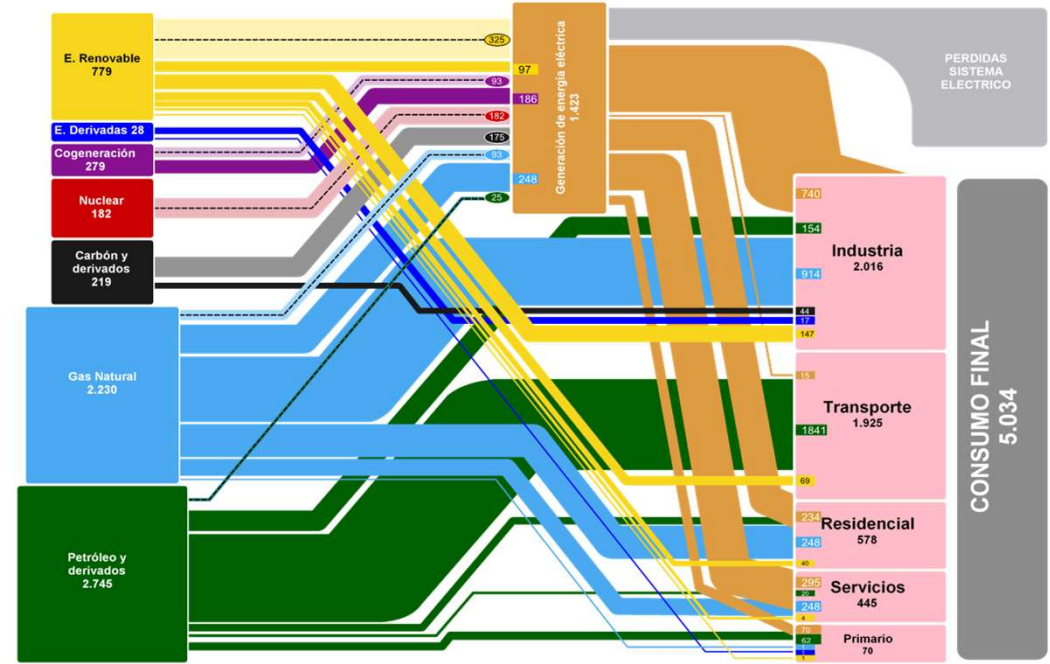 E. Renovable
779
E. Derivadas 28
Cogeneración
279
Nuclear
182
Carbón y
derivados
219
Gas Natural
2.230
Petróleo y
derivados
2.745
325
97
93
186
182
175
93
248
25
Generación de energía eléctrica
1.423
PERDIDAS
SISTEMA
ELECTRICO
740
154
914
44
17
147
Industria
2.016
15
1841
69
Transporte
1.925
234
248
40
Residencial
578
295
20
248
4
Servicios
445
70
62
1
Primario
70
CONSUMO FINAL
5.034